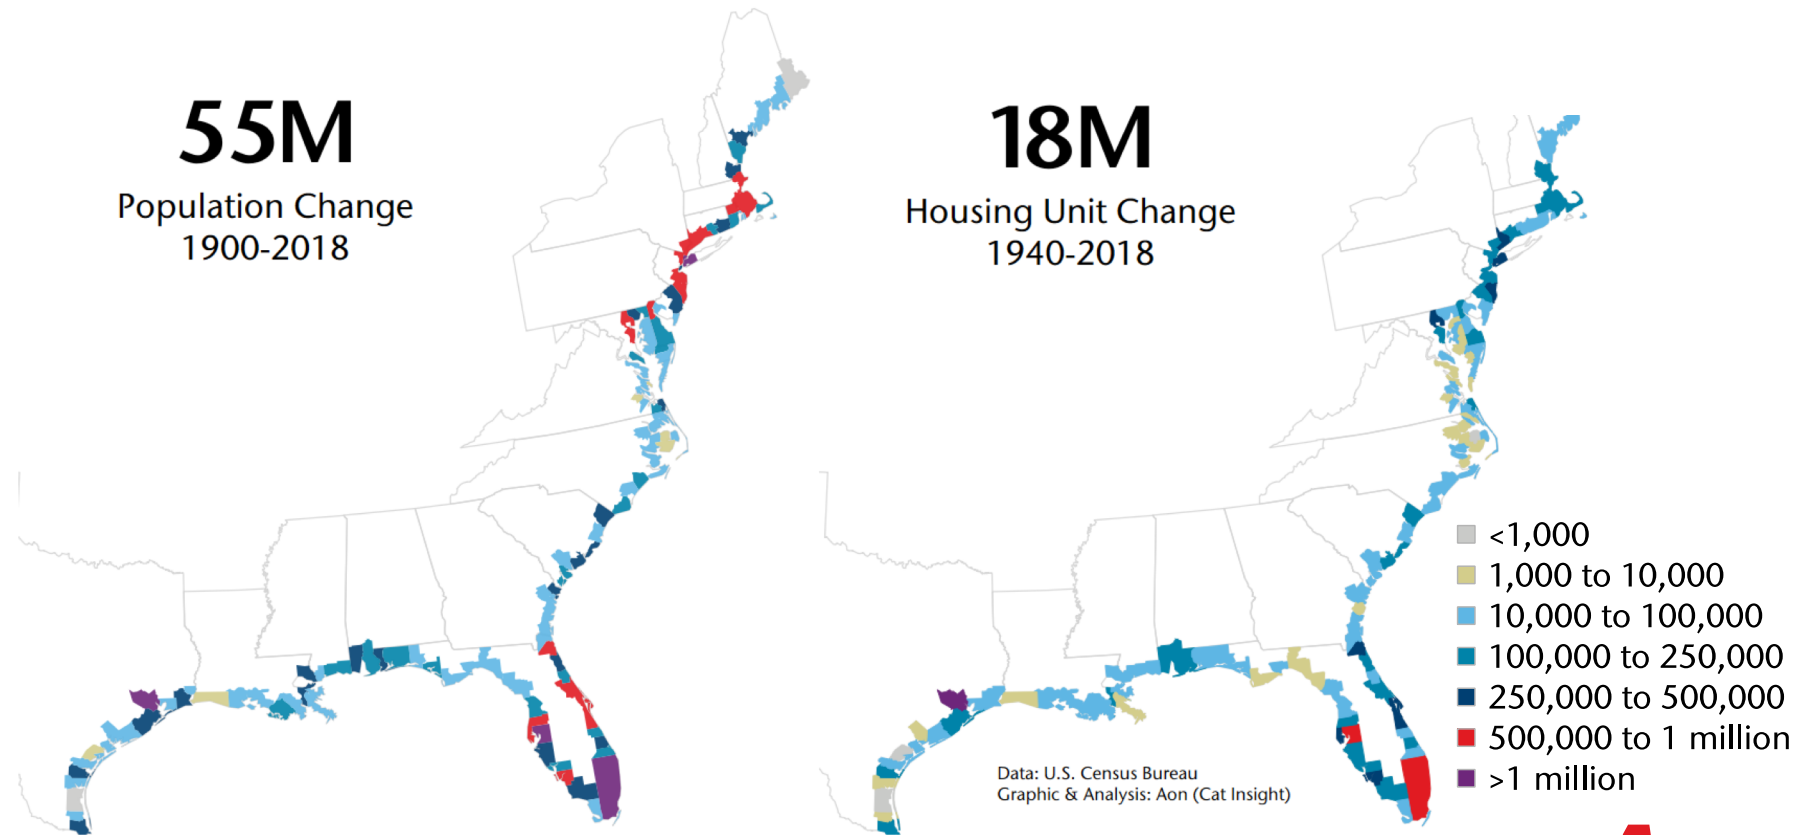 55M
Population Change
1900-2018
18M
Housing Unit Change
1940-2018
<1,000
1,000 to 10,000
10,000 to 100,000
100,000 to 250,000
250,000 to 500,000
500,000 to 1 million
>1 million
Data: U.S. Census Bureau
Graphic & Analysis: Aon (Cat Insight)